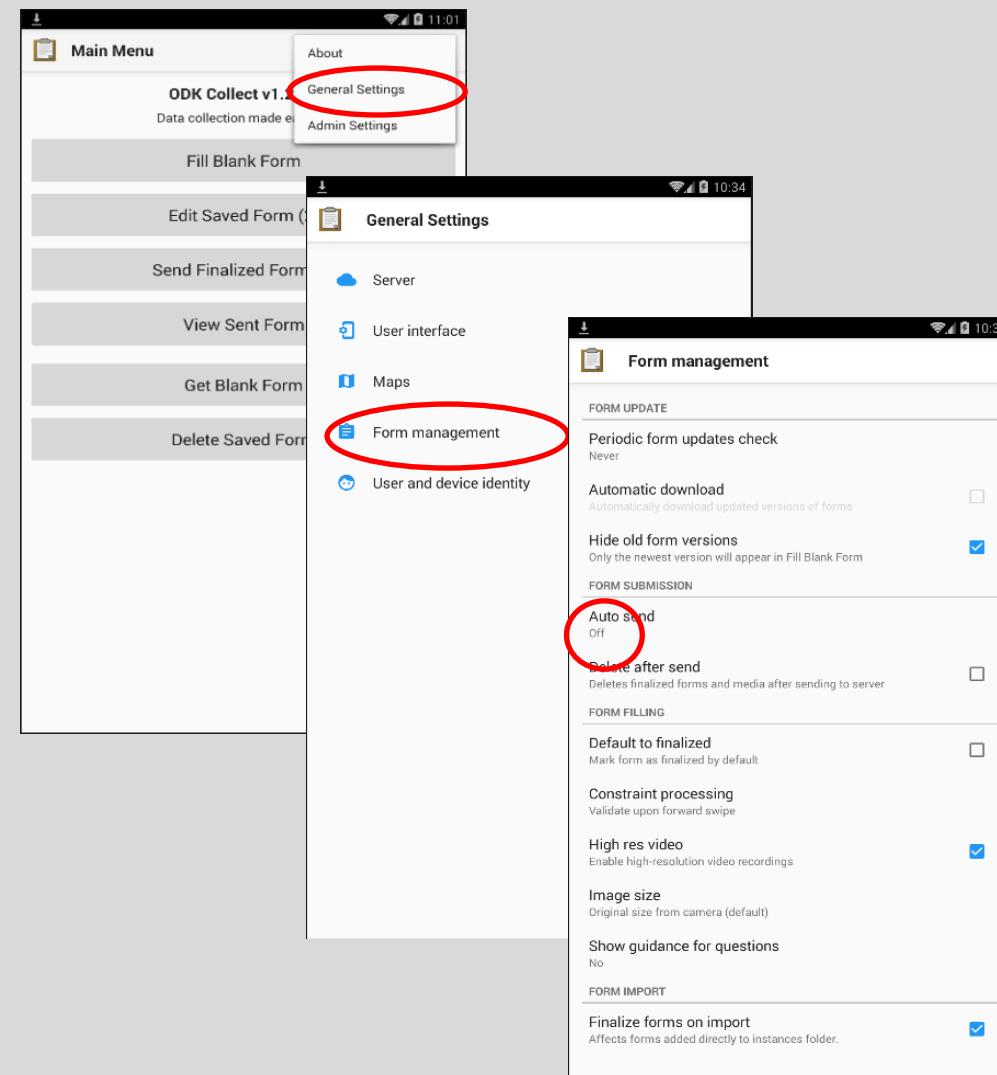 11:01
Main Menu
About
General Settings
Admin Settings
ODK Collect v1.2
Data collection made
Fill Blank Form
Edit Saved Form (
Send Finalized Form
View Sent Form
Get Blank Form
Delete Saved For
10:34
General Settings
Server
User interface
Maps
Form management
User and device identity
10:3
Form management
FORM UPDATE
Periodic form updates check
Never
Automatic download
Automatically download updated versions of forms
Hide old form versions
Only the newest version will appear in Fill Blank Form
FORM SUBMISSION
Auto send
Off
Delete after send
Deletes finalized forms and media after sending to server
FORM FILLING
Default to finalized
Mark form as finalized by default
Constraint processing
Validate upon forward swipe
High res video
Enable high-resolution video recordings
Image size
Original size from camera (default)
Show guidance for questions
No
FORM IMPORT
Finalize forms on import
Affects forms added directly to instances folder.